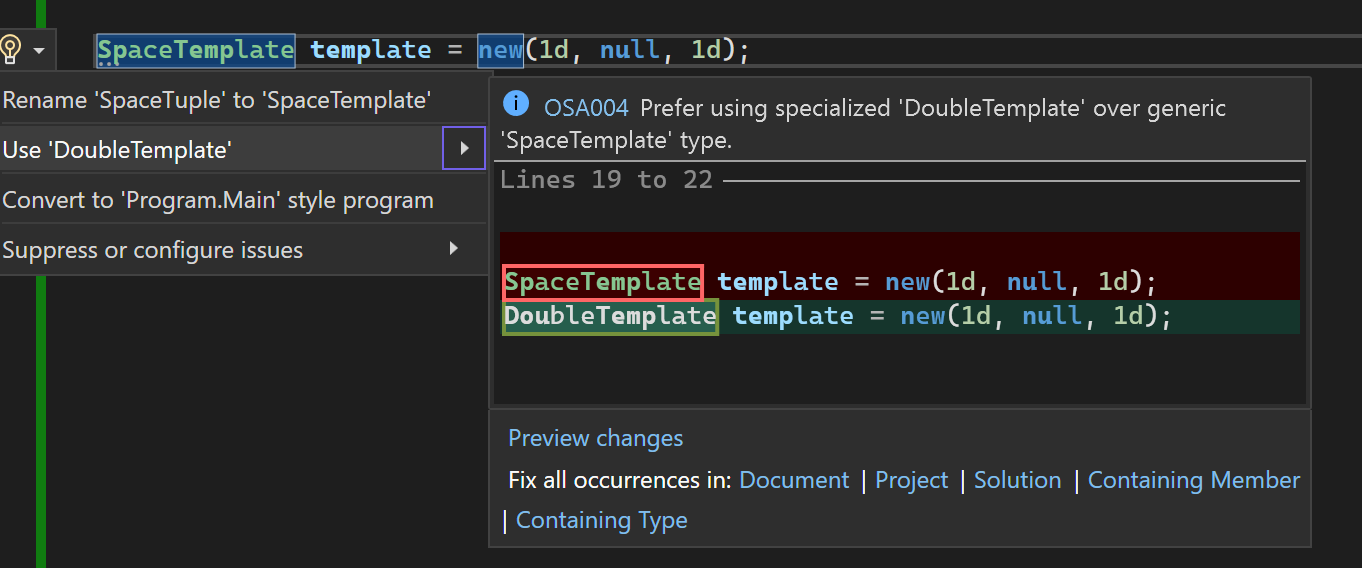 SpaceTemplate template = new(1d, null, 1d);
Rename 'SpaceTuple' to 'SpaceTemplate'
Use 'DoubleTemplate'
Convert to 'Program.Main' style program
Suppress or configure issues
OSA004 Prefer using specialized 'DoubleTemplate' over generic
'SpaceTemplate' type.
Lines 19 to 22
SpaceTemplate template = new(1d, null, 1d);
DoubleTemplate template = new(1d, null, 1d);
Preview changes
Fix all occurrences in: Document | Project | Solution | Containing Member
| Containing Type